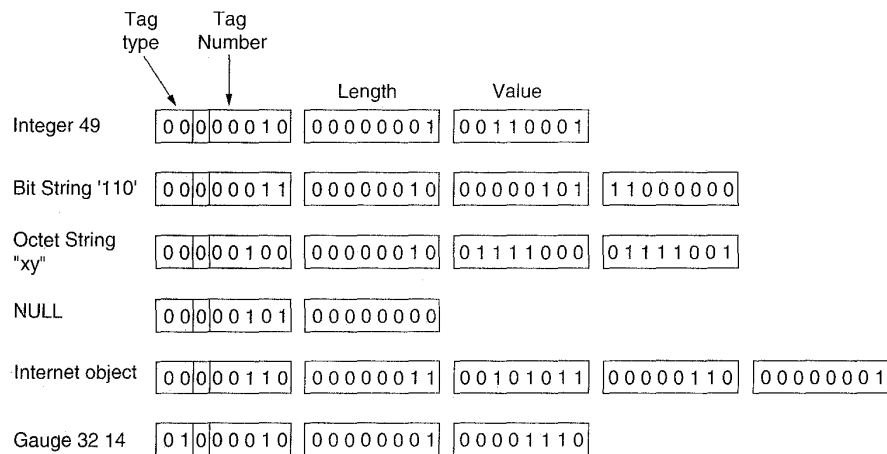 Tag type
Tag Number
Length
Value
Integer 49
0 0 0 0 0 0 1 0 0 0 0 0 0 0 0 1 0 0 1 1 0 0 0 1
Bit String '110'
0 0 0 0 0 0 1 1 0 0 0 0 0 0 1 0 0 0 0 0 0 1 0 1 1 1 0 0 0 0 0 0
Octet String "xy"
0 0 0 0 0 1 0 0 0 0 0 0 0 0 1 0 0 1 1 1 1 0 0 0 0 1 1 1 1 0 0 1
NULL
0 0 0 0 0 1 0 1 0 0 0 0 0 0 0 0
Internet object
0 0 0 0 0 1 1 0 0 0 0 0 0 0 1 1 0 0 1 0 1 0 1 1 0 0 0 0 0 1 1 0 0 0 0 0 0 0 0 1
Gauge 32 14
0 1 0 0 0 0 1 0 0 0 0 0 0 0 0 1 0 0 0 0 1 1 1 0